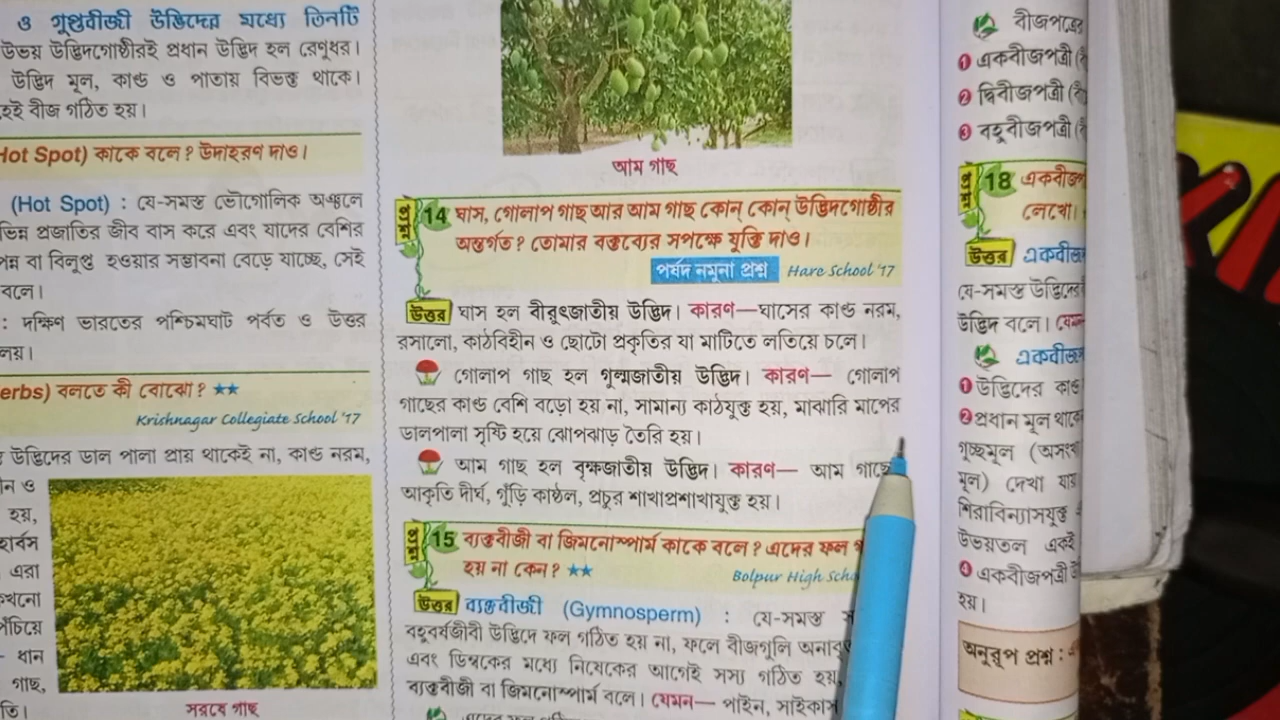 ও গুপ্তবীজী উদ্ভিদের মধ্যে তিনটি
উভয় উদ্ভিদগোষ্ঠীরই প্রধান উদ্ভিদ হল রেণুধর।
উদ্ভিদ মূল, কাণ্ড ও পাতায় বিভক্ত থাকে।
বীজ গঠিত হয়।
Hot Spot) কাকে বলে? উদাহরণ দাও।
(Hot Spot) : যে-সমস্ত ভৌগোলিক অঞ্চলে
প্রজাতির জীব বাস করে এবং যাদের বেশির
বা বিলুপ্ত হওয়ার সম্ভাবনা বেড়ে যাচ্ছে, সেই
বলে।
: দক্ষিণ ভারতের পশ্চিমঘাট পর্বত ও উত্তর
erbs) বলতে কী বোঝো? ★★
Krishnagar Collegiate School '17
উদ্ভিদের ডাল পালা প্রায় থাকেই না, কাণ্ড নরম,
ও
হয়,
হার্বস
এরা
ধান
গাছ,
সরষে গাছ
আম গাছ
14 ঘাস, গোলাপ গাছ আর আম গাছ কোন্ কোন্ উদ্ভিদগোষ্ঠীর
অন্তর্গত? তোমার বক্তব্যের সপক্ষে যুক্তি দাও।
পর্ষদ নমুনা প্রশ্ন Hare School '17
উত্তর ঘাস হল বীরুৎজাতীয় উদ্ভিদ। কারণ—ঘাসের কাণ্ড নরম,
রসালো, কাঠবিহীন ও ছোটো প্রকৃতির যা মাটিতে লতিয়ে চলে।
গোলাপ গাছ হল গুল্মজাতীয় উদ্ভিদ। কারণ— গোলাপ
গাছের কাণ্ড বেশি বড়ো হয় না, সামান্য কাঠযুক্ত হয়, মাঝারি মাপের
ডালপালা সৃষ্টি হয়ে ঝোপঝাড় তৈরি হয়।
আম গাছ হল বৃক্ষজাতীয় উদ্ভিদ। কারণ— আম গাছে
আকৃতি দীর্ঘ, গুঁড়ি কাষ্ঠল, প্রচুর শাখাপ্রশাখাযুক্ত হয়।
15 ব্যক্তবীজী বা জিমনোস্পার্ম কাকে বলে? এদের ফল
হয় না কেন? ★★ Bolpur High Scho
উত্তর ব্যক্তবীজী (Gymnosperm) : যে-সমস্ত
বহুবর্ষজীবী উদ্ভিদে ফল গঠিত হয় না, ফলে বীজগুলি অনাবৃত
এবং ডিম্বকের মধ্যে নিষেকের আগেই সস্য গঠিত হয়,
ব্যক্তবীজী বা জিমনোস্পার্ম বলে। যেমন— পাইন, সাইকাস
বীজপত্রের
1 একবীজপত্রী
2 দ্বিবীজপত্রী
3 বহুবীজপত্রী
18 একবীজপ
লেখো।
উত্তর একবীজ
যে-সমস্ত উদ্ভিদের
উদ্ভিদ বলে। যেমন
একবীজপ
1 উদ্ভিদের কাণ্ড
2 প্রধান মূল থাকে
গুচ্ছমূল
মূল) দেখা যায়
শিরাবিন্যাসযুক্ত
উভয়তল একই
4 একবীজপত্রী
হয়।
অনুরূপ প্রশ্ন :